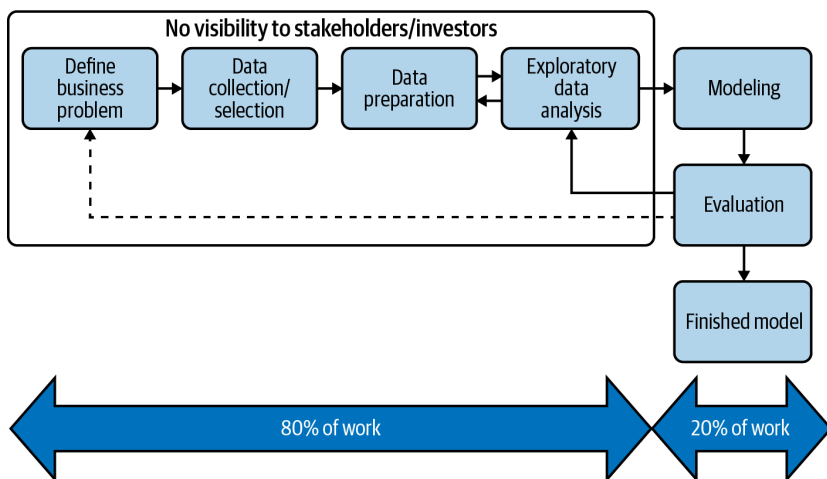 No visibility to stakeholders/investors
Define
business
problem
Data
collection/
selection
Data
preparation
Exploratory
data
analysis
Modeling
Evaluation
Finished model
80% of work
20% of work